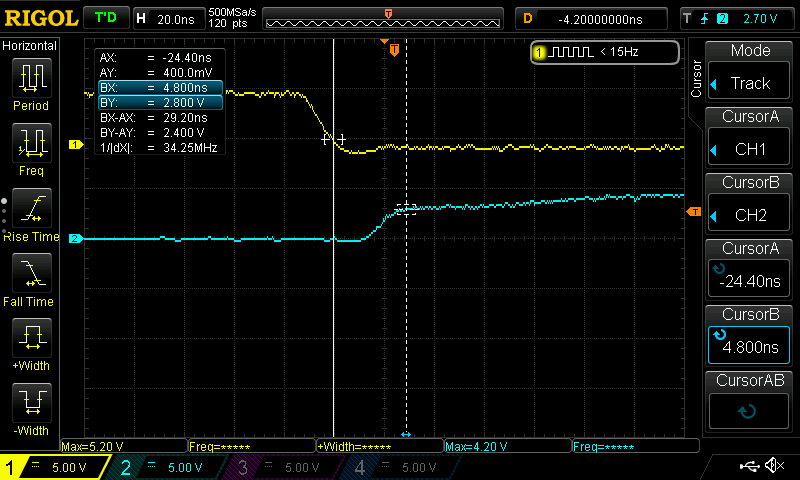 RIGOL T'D H 20.0ns 500MSa/s D -4.20000000ns T 2 2.70 V
120 pts
T
Horizontal
Period
Freq
Rise Time
Fall Time
+Width
-Width
AX: = -24.40ns
AY: = 400.0mV
BX: = 4.800ns
BY: = 2.800 V
BX-AX: = 29.20ns
BY-AY: = 2.400 V
1/|dX|: = 34.25MHz
T
1 < 15Hz
1
2
T
Cursor
Mode
Track
CursorA
CH1
CursorB
CH2
CursorA
-24.40ns
CursorB
4.800ns
CursorAB
Max=5.20 V Freq=***** +Width=***** Max=4.20 V Freq=*****
1 = 5.00 V 2 = 5.00 V 3 = 5.00 V 4 = 5.00 V